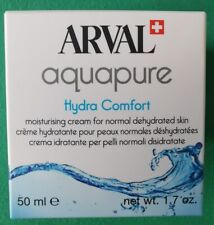 ARVAL
aquapure
Hydra Comfort
moisturising cream for normal dehydrated skin
crème hydratante pour peaux normales déshydratées
crema idratante per pelli normali disidratate
50 ml ℮ net wt. 1.7 oz.